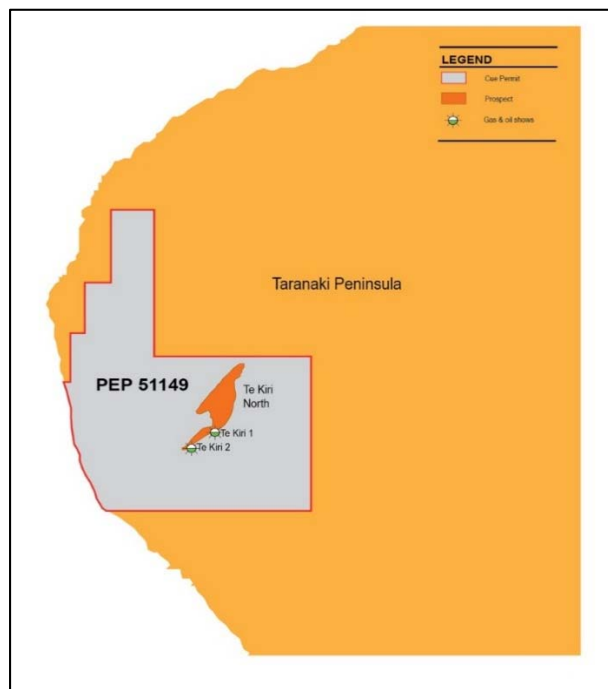 LEGEND
Cue Permit
Prospect
Gas & oil shows
Taranaki Peninsula
PEP 51149
Te Kiri
North
Te Kiri 1
Te Kiri 2